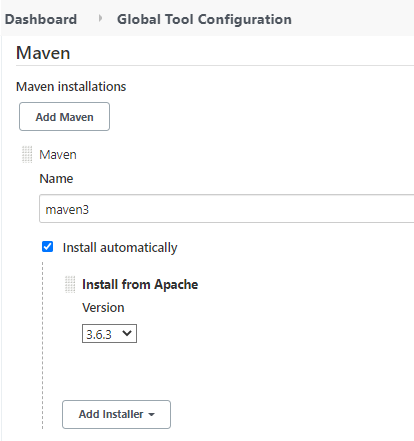 Dashboard Global Tool Configuration
Maven
Maven installations
Add Maven
Maven
Name
maven3
Install automatically
Install from Apache
Version
3.6.3
Add Installer